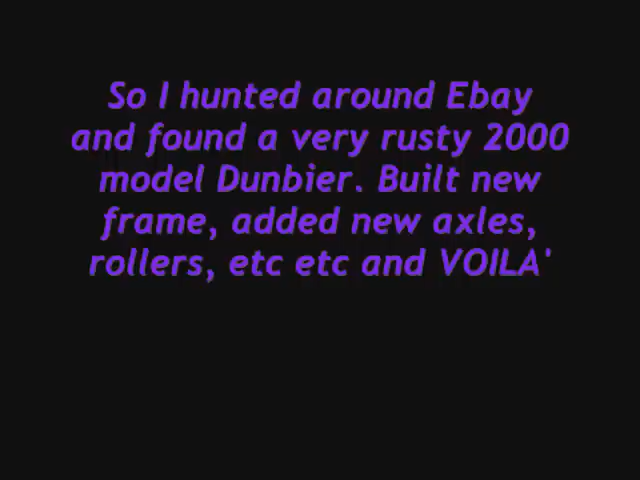 So I hunted around Ebay
and found a very rusty 2000
model Dunbier. Built new
frame, added new axles,
rollers, etc etc and VOILA'